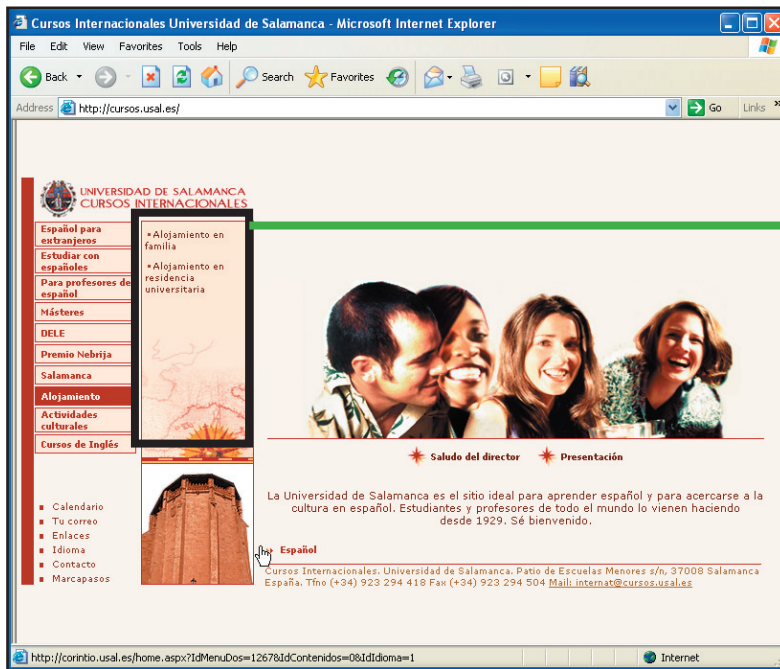 Cursos Internacionales Universidad de Salamanca - Microsoft Internet Explorer
File Edit View Favorites Tools Help
Back Search Favorites
Address http://cursos.usal.es/ Go Links »
UNIVERSIDAD DE SALAMANCA
CURSOS INTERNACIONALES
Español para
extranjeros
Estudiar con
españoles
Para profesores de
español
Másteres
DELE
Premio Nebrija
Salamanca
Alojamiento
Actividades
culturales
Cursos de Inglés
Alojamiento en
familia
Alojamiento en
residencia
universitaria
Calendario
Tu correo
Enlaces
Idioma
Contacto
Marcapasos
Saludo del director Presentación
La Universidad de Salamanca es el sitio ideal para aprender español y para acercarse a la
cultura en español. Estudiantes y profesores de todo el mundo lo vienen haciendo
desde 1929. Sé bienvenido.
Español
Cursos Internacionales. Universidad de Salamanca. Patio de Escuelas Menores s/n, 37008 Salamanca
España. Tfno (+34) 923 294 418 Fax (+34) 923 294 504 Mail: internat@cursos.usal.es
http://corintio.usal.es/home.aspx?IdMenuDos=1267&IdContenidos=0&IdIdioma=1 Internet